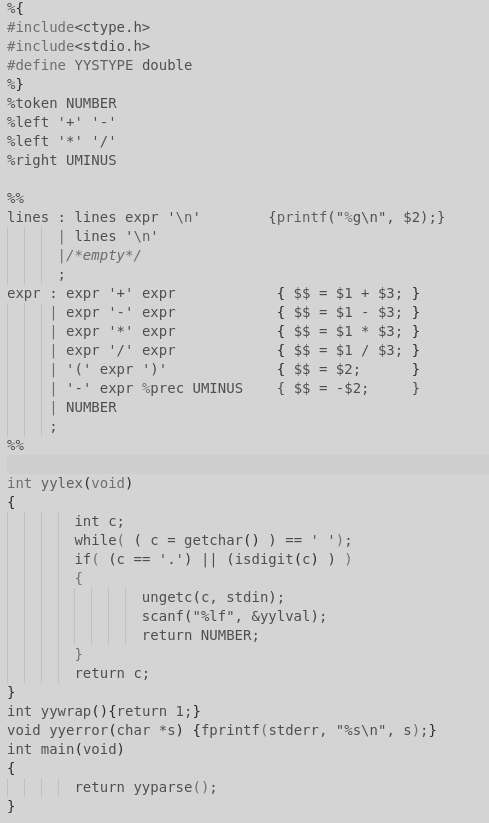 %{
#include<ctype.h>
#include<stdio.h>
#define YYSTYPE double
%}
%token NUMBER
%left '+' '-'
%left '*' '/'
%right UMINUS

%%
lines : lines expr '\n'        {printf("%g\n", $2);}
      | lines '\n'
      |/*empty*/
      ;
expr : expr '+' expr            { $$ = $1 + $3; }
     | expr '-' expr            { $$ = $1 - $3; }
     | expr '*' expr            { $$ = $1 * $3; }
     | expr '/' expr            { $$ = $1 / $3; }
     | '(' expr ')'             { $$ = $2;      }
     | '-' expr %prec UMINUS    { $$ = -$2;     }
     | NUMBER
     ;
%%

int yylex(void)
{
        int c;
        while( ( c = getchar() ) == ' ');
        if( (c == '.') || (isdigit(c) ) )
        {
                ungetc(c, stdin);
                scanf("%lf", &yylval);
                return NUMBER;
        }
        return c;
}
int yywrap(){return 1;}
void yyerror(char *s) {fprintf(stderr, "%s\n", s);}
int main(void)
{
        return yyparse();
}